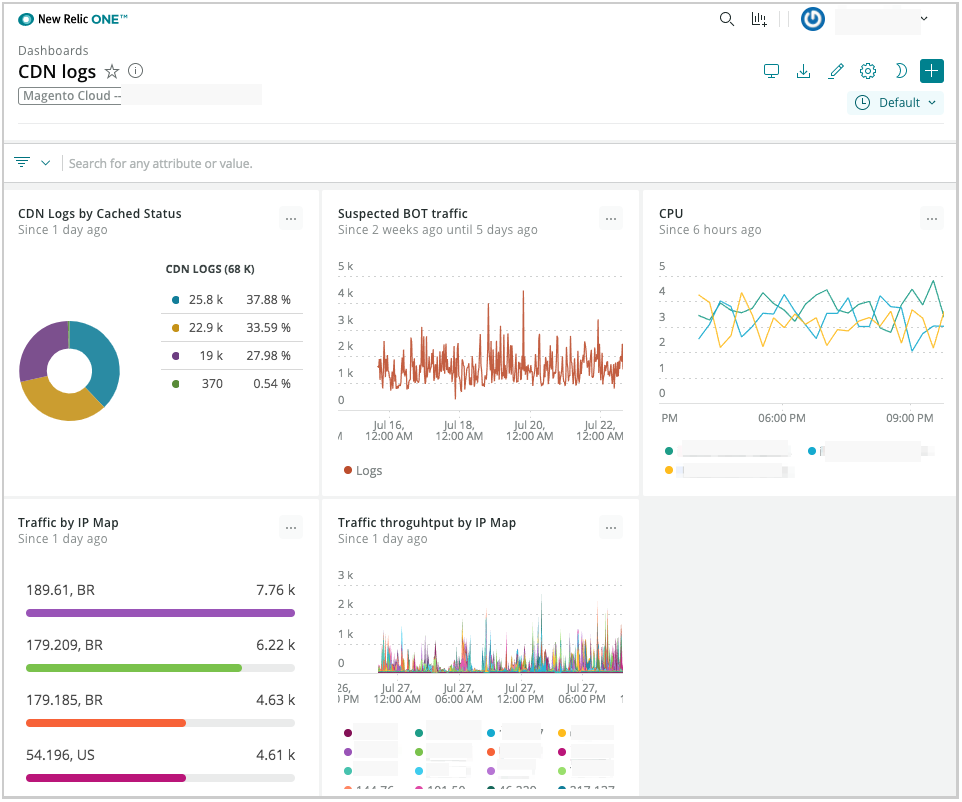 New Relic ONE™
Dashboards
CDN logs
Magento Cloud --
Default
Search for any attribute or value.
CDN Logs by Cached Status
Since 1 day ago
CDN LOGS (68 K)
25.8 k 37.88 %
22.9 k 33.59 %
19 k 27.98 %
370 0.54 %
Suspected BOT traffic
Since 2 weeks ago until 5 days ago
5 k
4 k
3 k
2 k
1 k
0
Jul 16, Jul 18, Jul 20, Jul 22,
12:00 AM 12:00 AM 12:00 AM 12:00 AM
Logs
CPU
Since 6 hours ago
5
4
3
2
1
0
PM 06:00 PM 09:00 PM
Traffic by IP Map
Since 1 day ago
189.61, BR 7.76 k
179.209, BR 6.22 k
179.185, BR 4.63 k
54.196, US 4.61 k
Traffic throguhtput by IP Map
Since 1 day ago
3 k
2 k
1 k
0
26, Jul 27, Jul 27, Jul 27, Jul 27,
PM 12:00 AM 06:00 AM 12:00 PM 06:00 PM